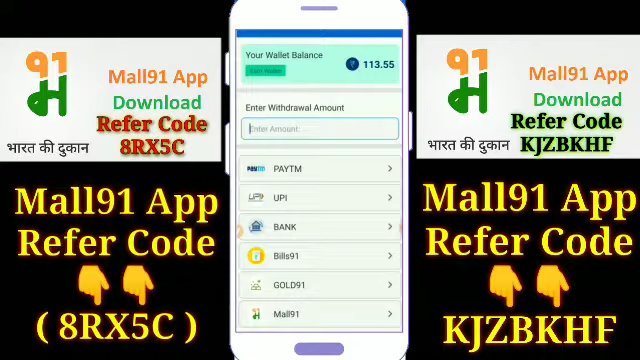 91
Mall91 App
Download
Refer Code
8RX5C
भारत की दुकान
Mall91 App
Refer Code
( 8RX5C )
Your Wallet Balance
Earn Wallet
113.55
Enter Withdrawal Amount
Enter Amount:
PAYTM
UPI
BANK
Bills91
GOLD91
Mall91
91
Mall91 App
Download
Refer Code
KJZBKHF
भारत की दुकान
Mall91 App
Refer Code
KJZBKHF